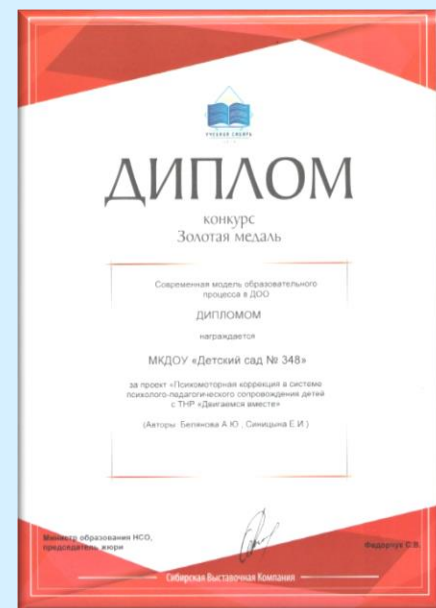 УЧЕБНАЯ СИБИРЬ
ДИПЛОМ
конкурс
Золотая медаль
Современная модель образовательного
процесса в ДОО
ДИПЛОМОМ
награждается
МКДОУ «Детский сад № 348»
за проект «Психомоторная коррекция в системе
психолого-педагогического сопровождения детей
с ТНР «Двигаемся вместе»
(Авторы: Белянова А.Ю., Синицына Е.И.)
Министр образования НСО,
председатель жюри
Федорчук С.В.
Сибирская Выставочная Компания